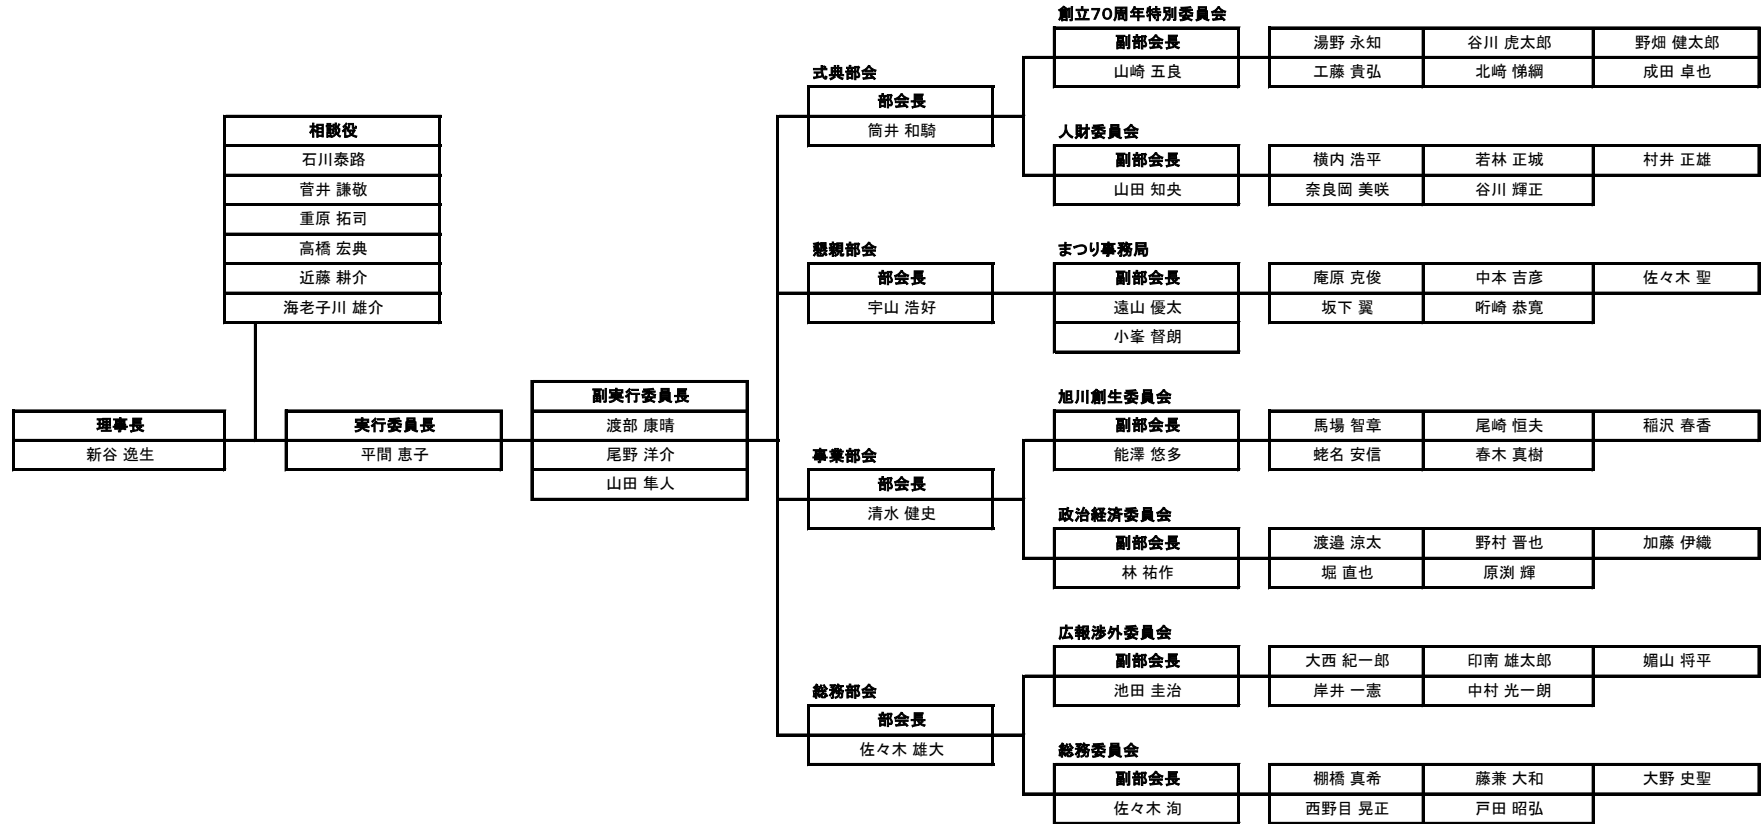 理事長
新谷 逸生
相談役
石川泰路
菅井 謙敬
重原 拓司
高橋 宏典
近藤 耕介
海老子川 雄介
実行委員長
平間 恵子
副実行委員長
渡部 康晴
尾野 洋介
山田 隼人
式典部会
部会長
筒井 和騎
創立70周年特別委員会
副部会長
山崎 五良
湯野 永知 谷川 虎太郎 野畑 健太郎
工藤 貴弘 北﨑 悌綱 成田 卓也
人財委員会
副部会長
山田 知央
横内 浩平 若林 正城 村井 正雄
奈良岡 美咲 谷川 輝正
懇親部会
部会長
宇山 浩好
まつり事務局
副部会長
遠山 優太
小峯 督朗
庵原 克俊 中本 吉彦 佐々木 聖
坂下 翼 哘崎 恭寛
事業部会
部会長
清水 健史
旭川創生委員会
副部会長
能澤 悠多
馬場 智章 尾崎 恒夫 稲沢 春香
蛯名 安信 春木 真樹
政治経済委員会
副部会長
林 祐作
渡邉 涼太 野村 晋也 加藤 伊織
堀 直也 原渕 輝
総務部会
部会長
佐々木 雄大
広報渉外委員会
副部会長
池田 圭治
大西 紀一郎 印南 雄太郎 媚山 将平
岸井 一憲 中村 光一朗
総務委員会
副部会長
佐々木 洵
棚橋 真希 藤兼 大和 大野 史聖
西野目 晃正 戸田 昭弘